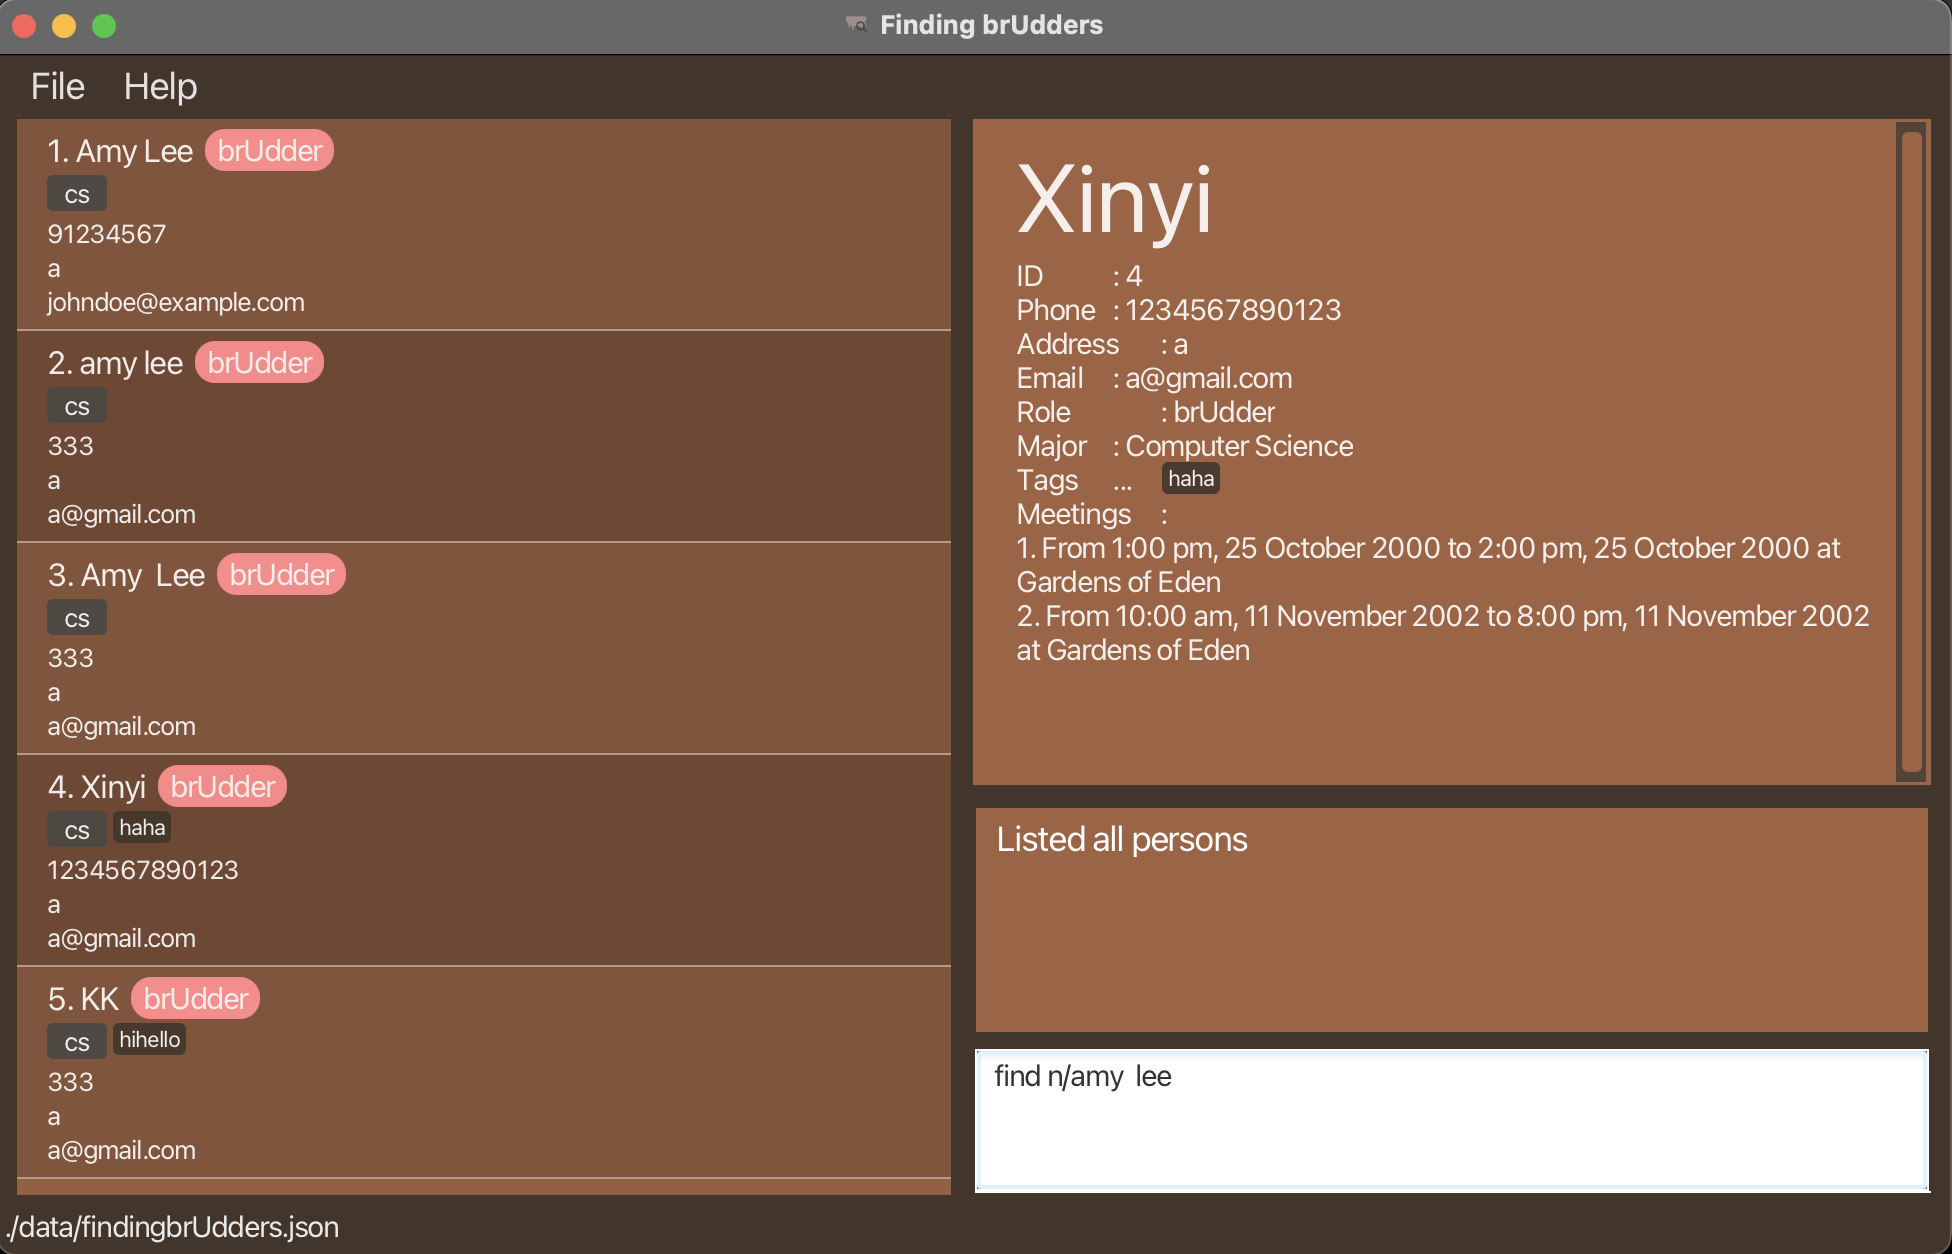 Finding brUdders
File Help
1. Amy Lee brUdder
cs
91234567
a
johndoe@example.com
2. amy lee brUdder
cs
333
a
a@gmail.com
3. Amy  Lee brUdder
cs
333
a
a@gmail.com
4. Xinyi brUdder
cs haha
1234567890123
a
a@gmail.com
5. KK brUdder
cs hihello
333
a
a@gmail.com
Xinyi
ID : 4
Phone : 1234567890123
Address : a
Email : a@gmail.com
Role : brUdder
Major : Computer Science
Tags ... haha
Meetings :
1. From 1:00 pm, 25 October 2000 to 2:00 pm, 25 October 2000 at
Gardens of Eden
2. From 10:00 am, 11 November 2002 to 8:00 pm, 11 November 2002
at Gardens of Eden
Listed all persons
find n/amy  lee
./data/findingbrUdders.json